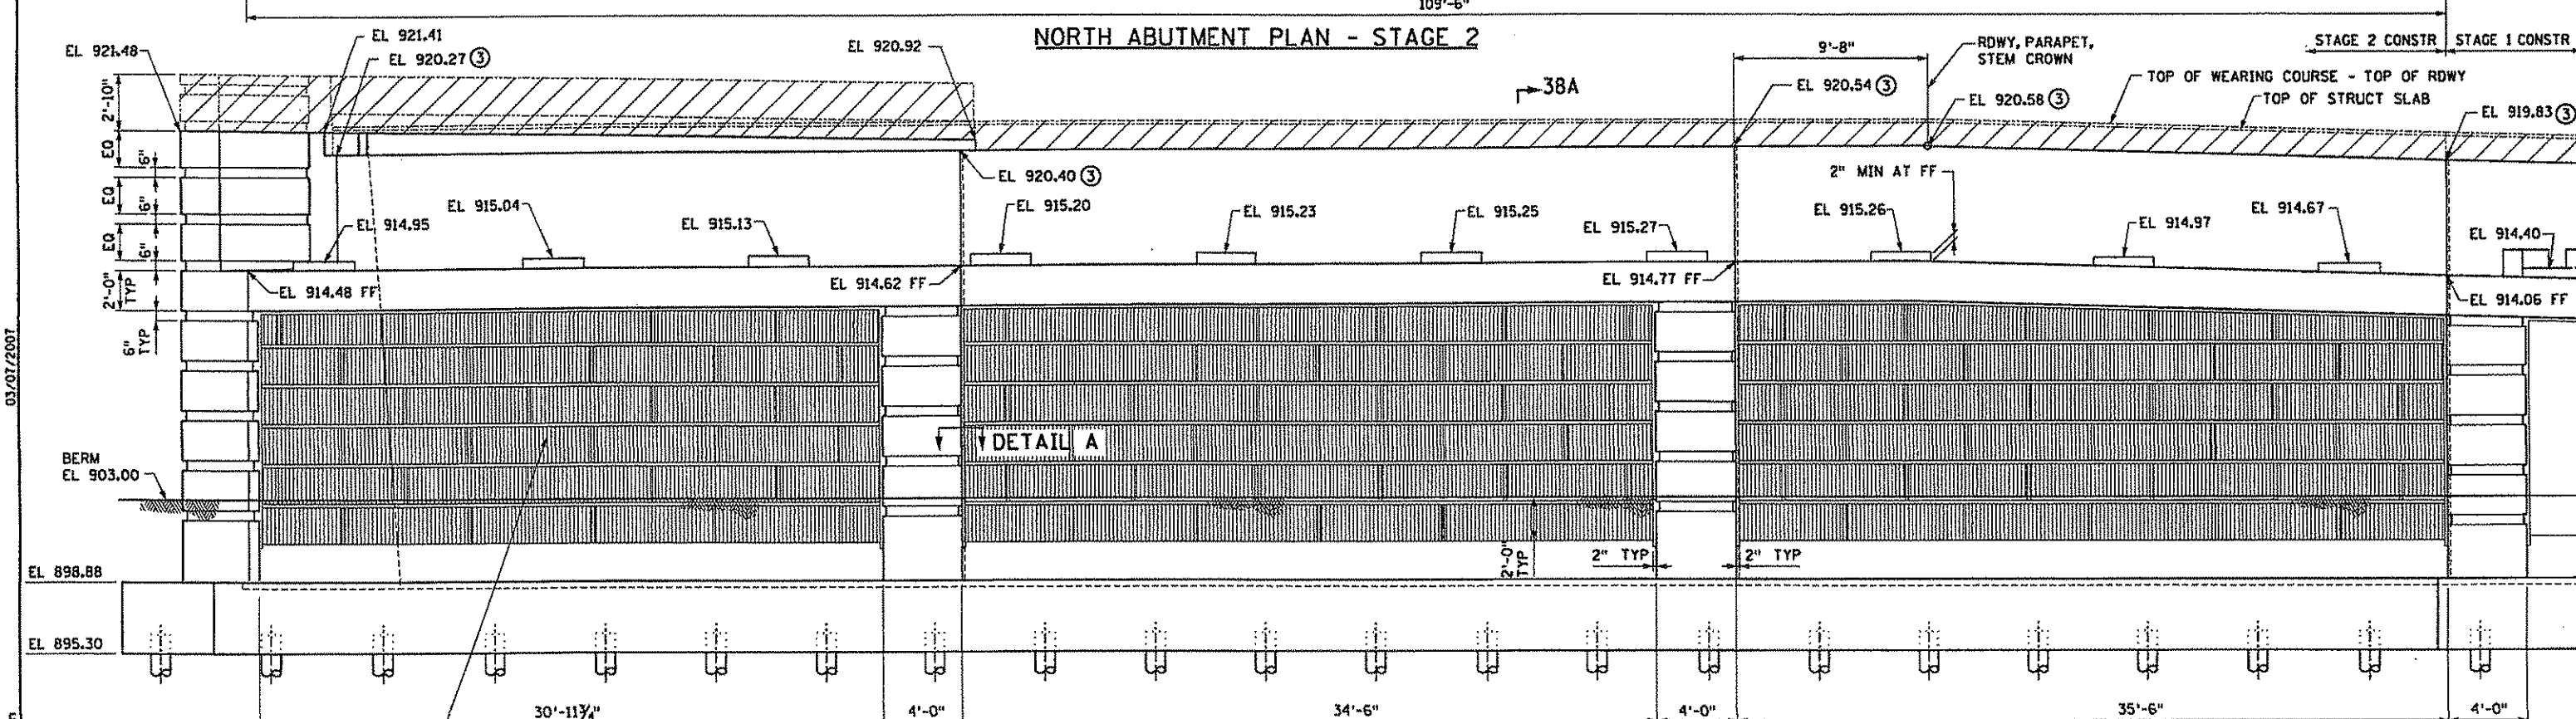 109'-6"
NORTH ABUTMENT PLAN - STAGE 2
EL 921.48
EL 921.41
EL 920.27 ③
EL 920.92
38A
9'-8"
RDWY, PARAPET,
STEM CROWN
STAGE 2 CONSTR
STAGE 1 CONSTR
TOP OF WEARING COURSE - TOP OF RDWY
TOP OF STRUCT SLAB
EL 920.54 ③
EL 920.58 ③
EL 919.83 ③
2'-10"
EQ
6"
EQ
6"
EQ
6"
2'-0"
TYP
6"
TYP
EL 920.40 ③
2" MIN AT FF
EL 914.95
EL 915.04
EL 915.13
EL 915.20
EL 915.23
EL 915.25
EL 915.27
EL 915.26
EL 914.97
EL 914.67
EL 914.40
EL 914.48 FF
EL 914.62 FF
EL 914.77 FF
EL 914.06 FF
03/07/2007
DETAIL A
BERM
EL 903.00
2'-0"
TYP
2" TYP
2" TYP
EL 898.88
EL 895.30
30'-11¾"
4'-0"
34'-6"
4'-0"
35'-6"
4'-0"